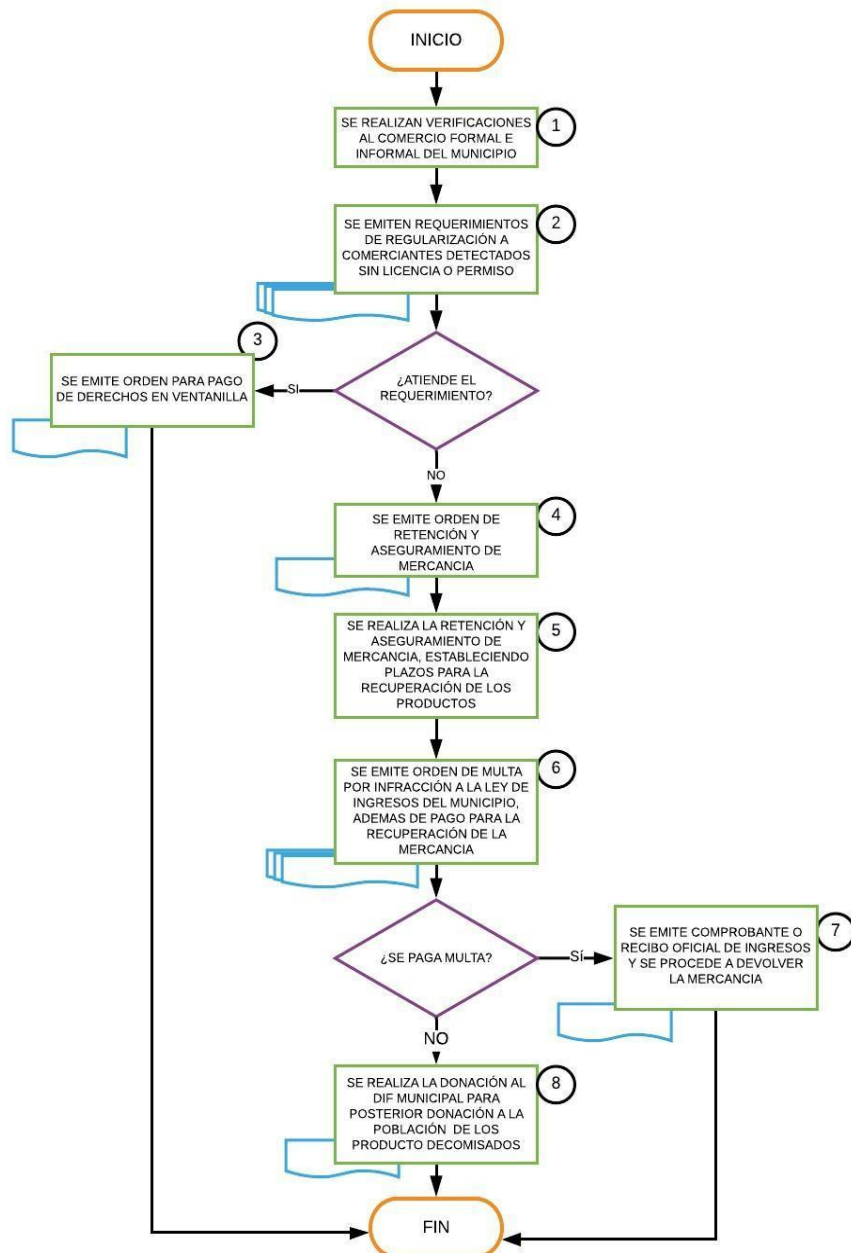 INICIO
1
SE REALIZAN VERIFICACIONES
AL COMERCIO FORMAL E
INFORMAL DEL MUNICIPIO
2
SE EMITEN REQUERIMIENTOS
DE REGULARIZACIÓN A
COMERCIANTES DETECTADOS
SIN LICENCIA O PERMISO
¿ATIENDE EL
REQUERIMIENTO?
SI
3
SE EMITE ORDEN PARA PAGO
DE DERECHOS EN VENTANILLA
NO
4
SE EMITE ORDEN DE
RETENCIÓN Y
ASEGURAMIENTO DE
MERCANCIA
5
SE REALIZA LA RETENCIÓN Y
ASEGURAMIENTO DE
MERCANCIA, ESTABLECIENDO
PLAZOS PARA LA
RECUPERACIÓN DE LOS
PRODUCTOS
6
SE EMITE ORDEN DE MULTA
POR INFRACCIÓN A LA LEY DE
INGRESOS DEL MUNICIPIO,
ADEMAS DE PAGO PARA LA
RECUPERACIÓN DE LA
MERCANCIA
¿SE PAGA MULTA?
SÍ
7
SE EMITE COMPROBANTE O
RECIBO OFICIAL DE INGRESOS
Y SE PROCEDE A DEVOLVER
LA MERCANCIA
NO
8
SE REALIZA LA DONACIÓN AL
DIF MUNICIPAL PARA
POSTERIOR DONACIÓN A LA
POBLACIÓN DE LOS
PRODUCTO DECOMISADOS
FIN